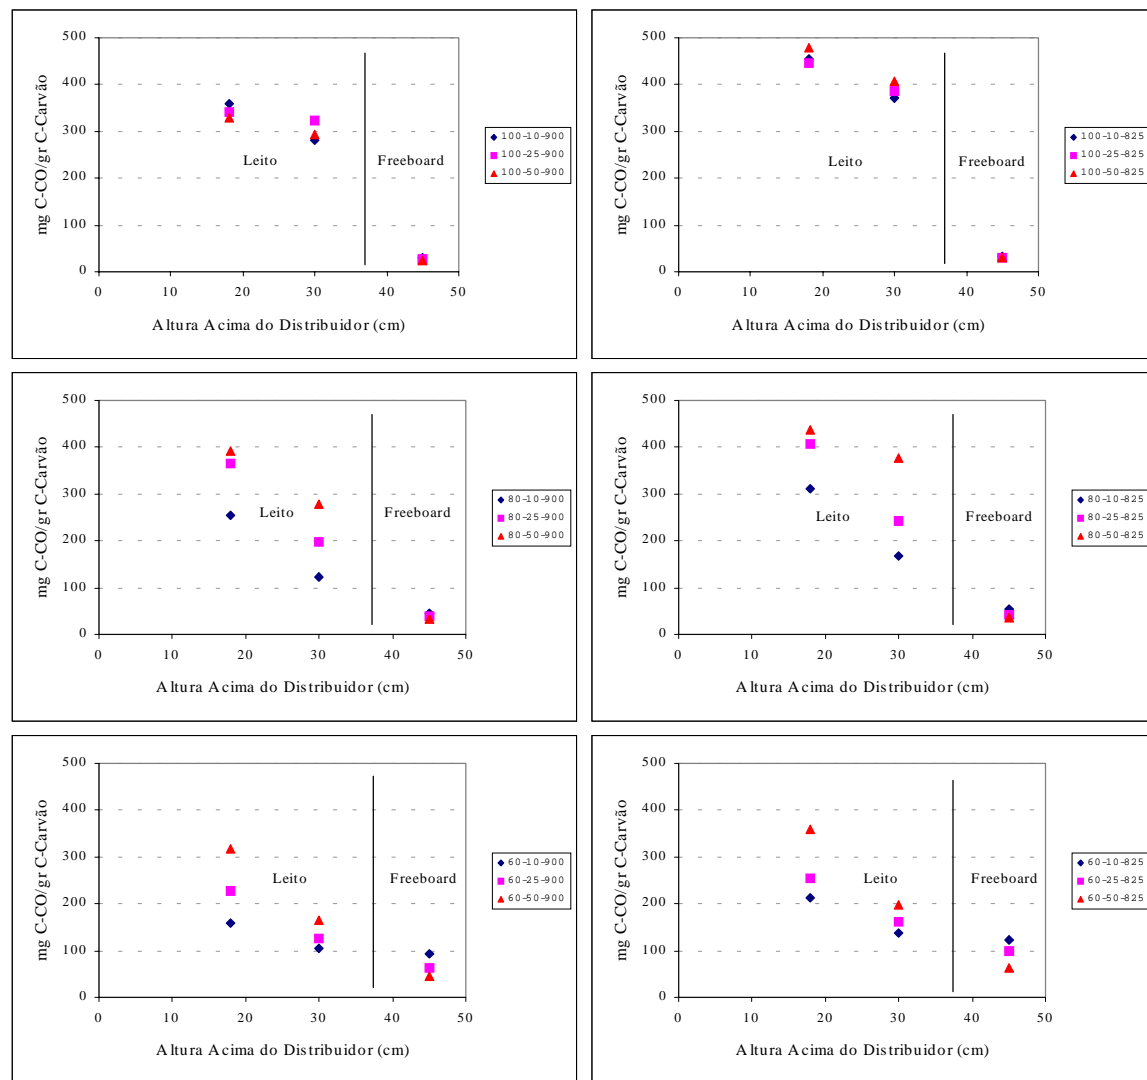 mg C-CO/gr C-Carvão
500
400
300
200
100
0
Leito
Freeboard
0 10 20 30 40 50
Altura Acima do Distribuidor (cm)
100-10-900
100-25-900
100-50-900
mg C-CO/gr C-Carvão
500
400
300
200
100
0
Leito
Freeboard
0 10 20 30 40 50
Altura Acima do Distribuidor (cm)
100-10-825
100-25-825
100-50-825
mg C-CO/gr C-Carvão
500
400
300
200
100
0
Leito
Freeboard
0 10 20 30 40 50
Altura Acima do Distribuidor (cm)
80-10-900
80-25-900
80-50-900
mg C-CO/gr C-Carvão
500
400
300
200
100
0
Leito
Freeboard
0 10 20 30 40 50
Altura Acima do Distribuidor (cm)
80-10-825
80-25-825
80-50-825
mg C-CO/gr C-Carvão
500
400
300
200
100
0
Leito
Freeboard
0 10 20 30 40 50
Altura Acima do Distribuidor (cm)
60-10-900
60-25-900
60-50-900
mg C-CO/gr C-Carvão
500
400
300
200
100
0
Leito
Freeboard
0 10 20 30 40 50
Altura Acima do Distribuidor (cm)
60-10-825
60-25-825
60-50-825